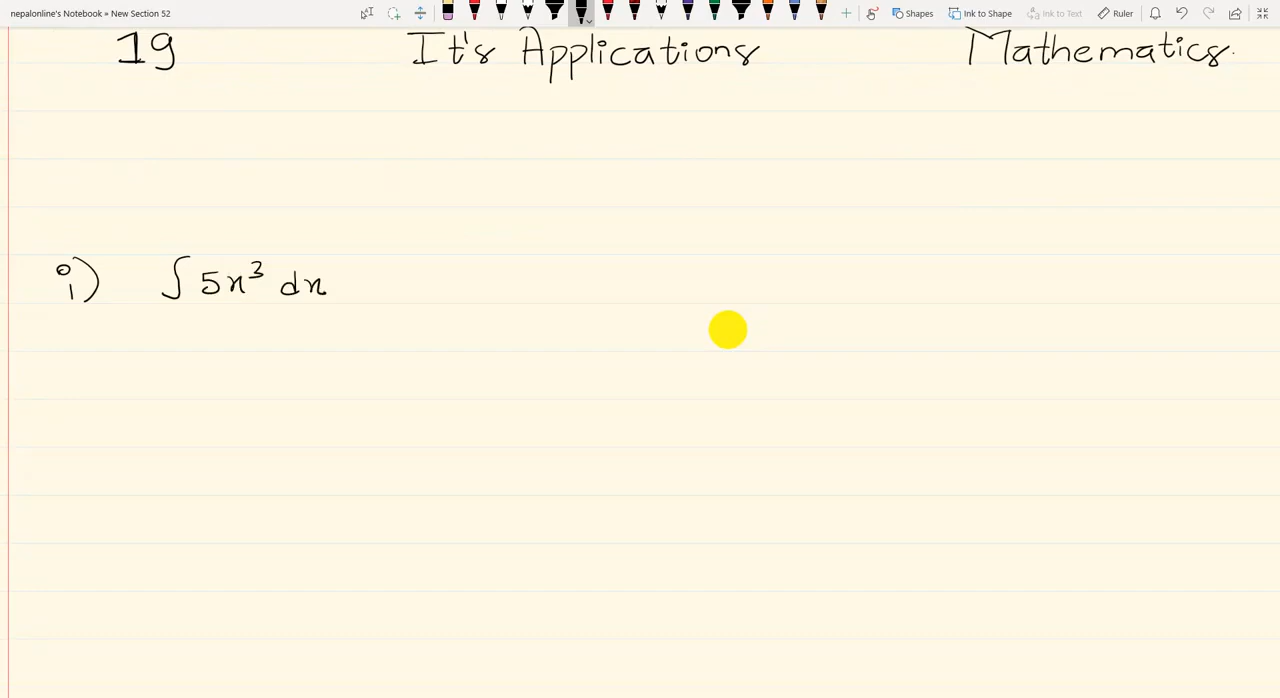 nepalonline's Notebook » New Section 52
Shapes Ink to Shape Ink to Text Ruler
19 It's Applications Mathematics.
i) ∫ 5x³ dx